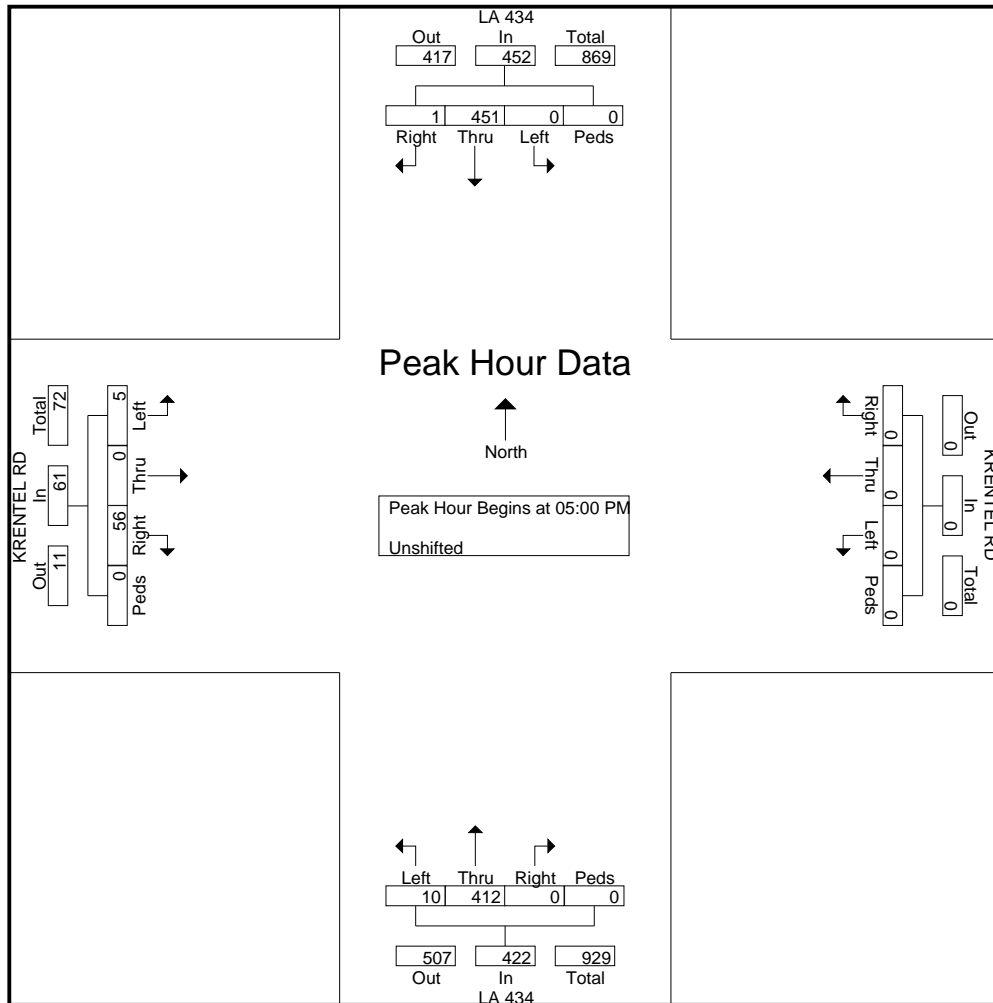 LA 434
Out In Total
417 452 869
1 451 0 0
Right Thru Left Peds
Peak Hour Data
North
Peak Hour Begins at 05:00 PM
Unshifted
KRENTEL RD
Total In Out
72 61 11
5 0 56 0
Left Thru Right Peds
Right Thru Left Peds
0 0 0 0
0 0 0
Out In Total
KRENTEL RD
Left Thru Right Peds
10 412 0 0
507 422 929
Out In Total
LA 434